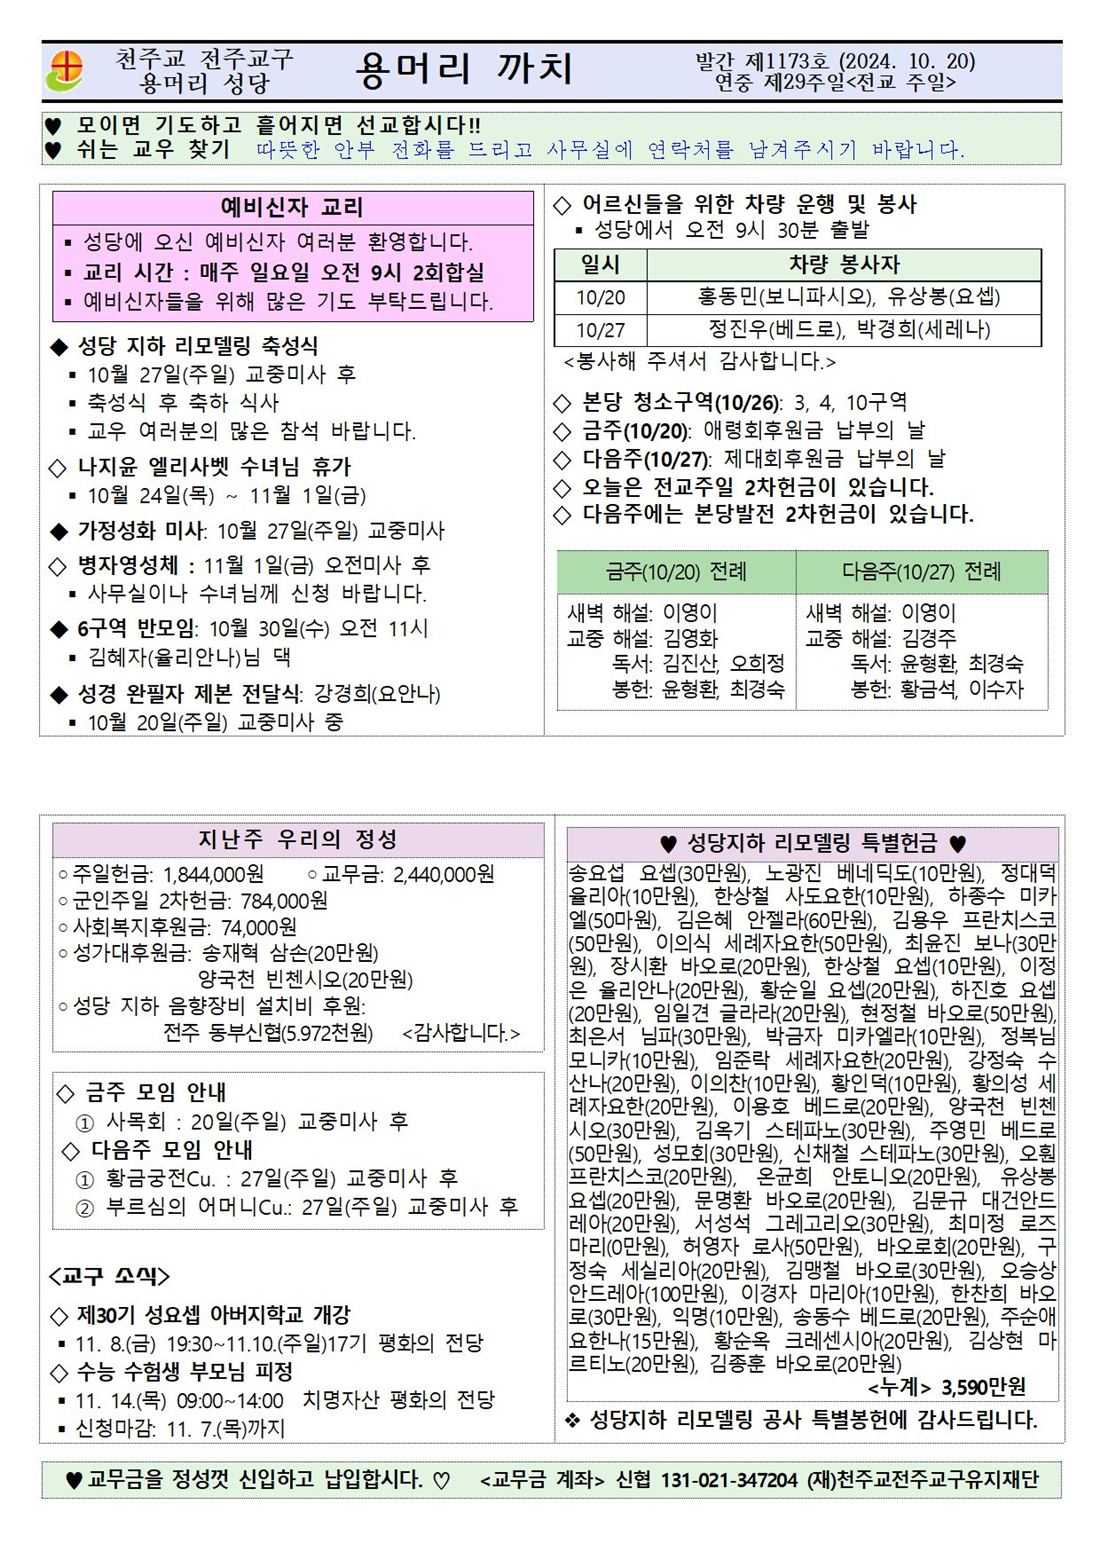 천주교 전주교구
용머리 성당
용머리 까치
발간 제1173호 (2024. 10. 20)
연중 제29주일<전교 주일>
♥ 모이면 기도하고 흩어지면 선교합시다!!
♥ 쉬는 교우 찾기 따뜻한 안부 전화를 드리고 사무실에 연락처를 남겨주시기 바랍니다.
예비신자 교리
▪ 성당에 오신 예비신자 여러분 환영합니다.
▪ 교리 시간 : 매주 일요일 오전 9시 2회합실
▪ 예비신자들을 위해 많은 기도 부탁드립니다.
◆ 성당 지하 리모델링 축성식
▪ 10월 27일(주일) 교중미사 후
▪ 축성식 후 축하 식사
▪ 교우 여러분의 많은 참석 바랍니다.
◇ 나지윤 엘리사벳 수녀님 휴가
▪ 10월 24일(목) ~ 11월 1일(금)
◆ 가정성화 미사: 10월 27일(주일) 교중미사
◇ 병자영성체 : 11월 1일(금) 오전미사 후
▪ 사무실이나 수녀님께 신청 바랍니다.
◆ 6구역 반모임: 10월 30일(수) 오전 11시
▪ 김혜자(율리안나)님 댁
◆ 성경 완필자 제본 전달식: 강경희(요안나)
▪ 10월 20일(주일) 교중미사 중
◇ 어르신들을 위한 차량 운행 및 봉사
▪ 성당에서 오전 9시 30분 출발
일시 차량 봉사자
10/20 홍동민(보니파시오), 유상봉(요셉)
10/27 정진우(베드로), 박경희(세레나)
<봉사해 주셔서 감사합니다.>
◇ 본당 청소구역(10/26): 3, 4, 10구역
◇ 금주(10/20): 애령회후원금 납부의 날
◇ 다음주(10/27): 제대회후원금 납부의 날
◇ 오늘은 전교주일 2차헌금이 있습니다.
◇ 다음주에는 본당발전 2차헌금이 있습니다.
금주(10/20) 전례
새벽 해설: 이영이
교중 해설: 김영화
독서: 김진산, 오희정
봉헌: 윤형환, 최경숙
다음주(10/27) 전례
새벽 해설: 이영이
교중 해설: 김경주
독서: 윤형환, 최경숙
봉헌: 황금석, 이수자
지난주 우리의 정성
○ 주일헌금: 1,844,000원 ○ 교무금: 2,440,000원
○ 군인주일 2차헌금: 784,000원
○ 사회복지후원금: 74,000원
○ 성가대후원금: 송재혁 삼손(20만원)
양국천 빈첸시오(20만원)
○ 성당 지하 음향장비 설치비 후원:
전주 동부신협(5.972천원) <감사합니다.>
◇ 금주 모임 안내
① 사목회 : 20일(주일) 교중미사 후
◇ 다음주 모임 안내
① 황금궁전Cu. : 27일(주일) 교중미사 후
② 부르심의 어머니Cu.: 27일(주일) 교중미사 후
<교구 소식>
◇ 제30기 성요셉 아버지학교 개강
▪ 11. 8.(금) 19:30~11.10.(주일)17기 평화의 전당
◇ 수능 수험생 부모님 피정
▪ 11. 14.(목) 09:00~14:00 치명자산 평화의 전당
▪ 신청마감: 11. 7.(목)까지
♥ 성당지하 리모델링 특별헌금 ♥
송요섭 요셉(30만원), 노광진 베네딕도(10만원), 정대덕
율리아(10만원), 한상철 사도요한(10만원), 하종수 미카
엘(50마원), 김은혜 안젤라(60만원), 김용우 프란치스코
(50만원), 이의식 세례자요한(50만원), 최윤진 보나(30만
원), 장시환 바오로(20만원), 한상철 요셉(10만원), 이정
은 율리안나(20만원), 황순일 요셉(20만원), 하진호 요셉
(20만원), 임일견 글라라(20만원), 현정철 바오로(50만원),
최은서 님파(30만원), 박금자 미카엘라(10만원), 정복님
모니카(10만원), 임준락 세례자요한(20만원), 강정숙 수
산나(20만원), 이의찬(10만원), 황인덕(10만원), 황의성 세
례자요한(20만원), 이용호 베드로(20만원), 양국천 빈첸
시오(30만원), 김옥기 스테파노(30만원), 주영민 베드로
(50만원), 성모회(30만원), 신채철 스테파노(30만원), 오훤
프란치스코(20만원), 온균희 안토니오(20만원), 유상봉
요셉(20만원), 문명환 바오로(20만원), 김문규 대건안드
레아(20만원), 서성석 그레고리오(30만원), 최미정 로즈
마리(0만원), 허영자 로사(50만원), 바오로회(20만원), 구
정숙 세실리아(20만원), 김맹철 바오로(30만원), 오승상
안드레아(100만원), 이경자 마리아(10만원), 한찬희 바오
로(30만원), 익명(10만원), 송동수 베드로(20만원), 주순애
요한나(15만원), 황순옥 크레센시아(20만원), 김상현 마
르티노(20만원), 김종훈 바오로(20만원)
<누계> 3,590만원
❖ 성당지하 리모델링 공사 특별봉헌에 감사드립니다.
♥ 교무금을 정성껏 신입하고 납입합시다. ♡ <교무금 계좌> 신협 131-021-347204 (재)천주교전주교구유지재단